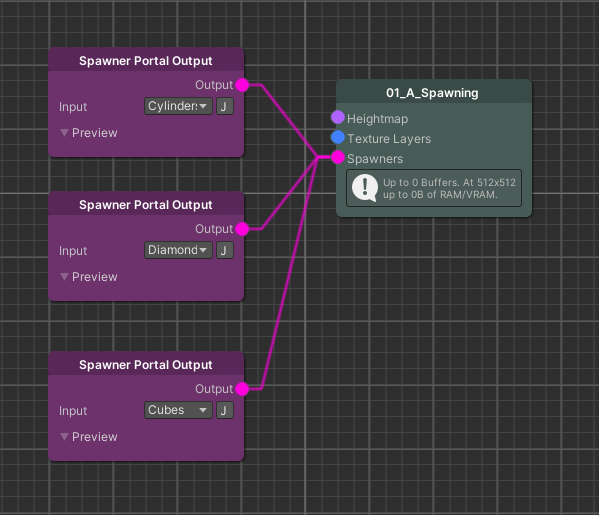 Spawner Portal Output
Output
Input Cylinders J
Preview
01_A_Spawning
Heightmap
Texture Layers
Spawners
Up to 0 Buffers. At 512x512
up to 0B of RAM/VRAM.
Spawner Portal Output
Output
Input Diamond J
Preview
Spawner Portal Output
Output
Input Cubes J
Preview